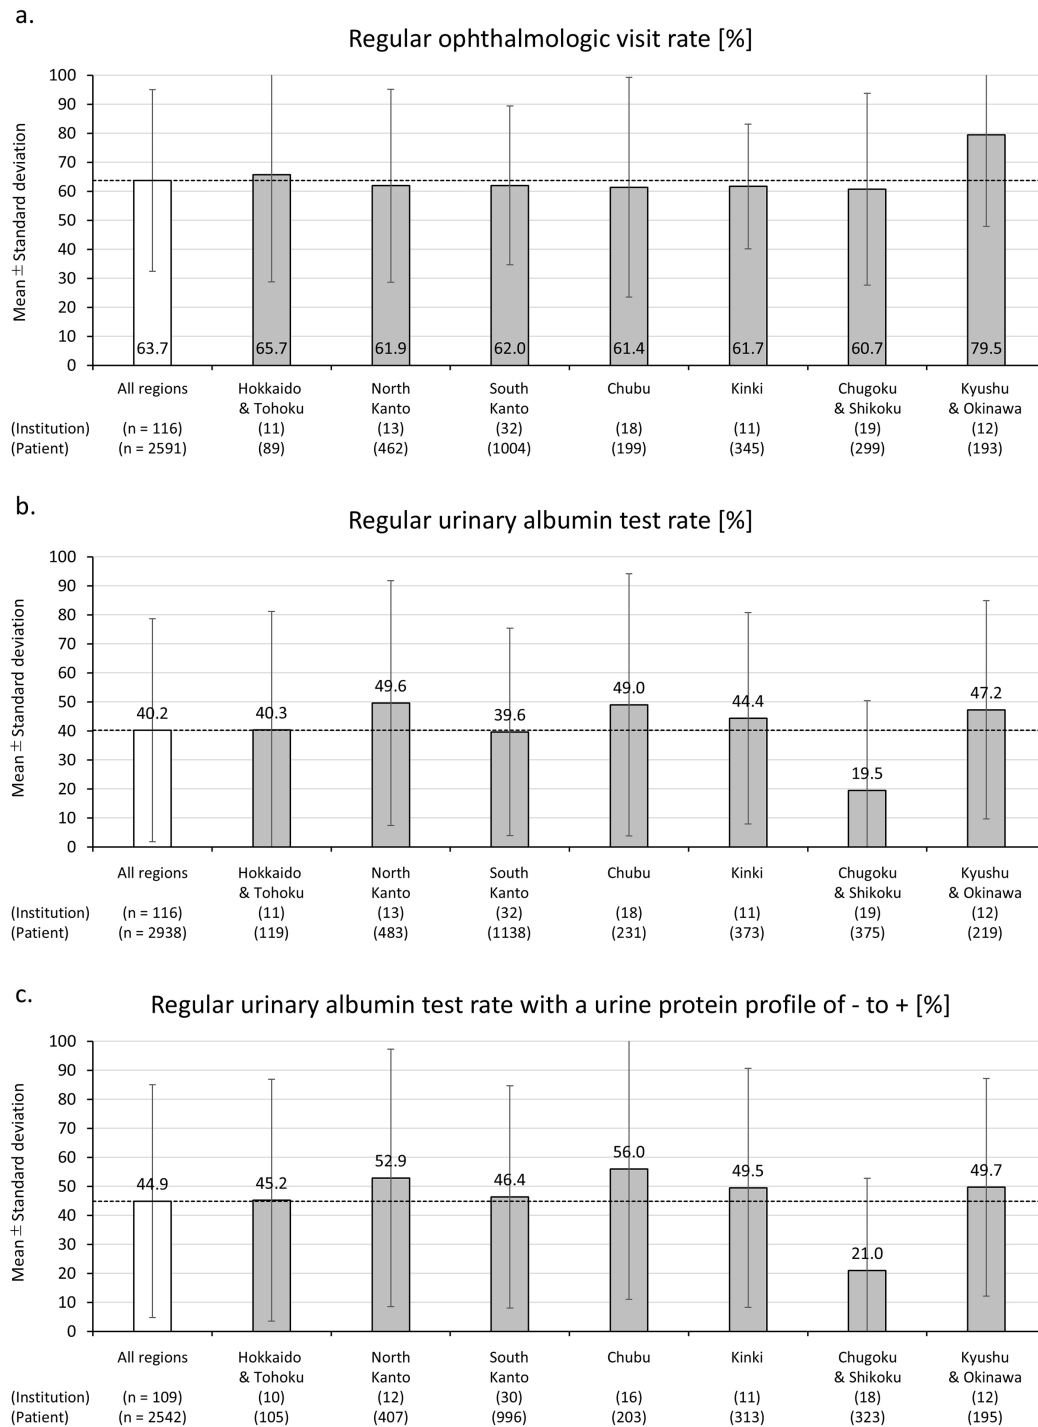 a.
Regular ophthalmologic visit rate [%]
Mean ± Standard deviation
100
90
80
70
60
50
40
30
20
10
0
63.7 65.7 61.9 62.0 61.4 61.7 60.7 79.5
All regions Hokkaido North South Chubu Kinki Chugoku Kyushu
& Tohoku Kanto Kanto & Shikoku & Okinawa
(Institution) (n = 116) (11) (13) (32) (18) (11) (19) (12)
(Patient) (n = 2591) (89) (462) (1004) (199) (345) (299) (193)
b.
Regular urinary albumin test rate [%]
Mean ± Standard deviation
100
90
80
70
60
50
40
30
20
10
0
40.2 40.3 49.6 39.6 49.0 44.4 19.5 47.2
All regions Hokkaido North South Chubu Kinki Chugoku Kyushu
& Tohoku Kanto Kanto & Shikoku & Okinawa
(Institution) (n = 116) (11) (13) (32) (18) (11) (19) (12)
(Patient) (n = 2938) (119) (483) (1138) (231) (373) (375) (219)
c.
Regular urinary albumin test rate with a urine protein profile of - to + [%]
Mean ± Standard deviation
100
90
80
70
60
50
40
30
20
10
0
44.9 45.2 52.9 46.4 56.0 49.5 21.0 49.7
All regions Hokkaido North South Chubu Kinki Chugoku Kyushu
& Tohoku Kanto Kanto & Shikoku & Okinawa
(Institution) (n = 109) (10) (12) (30) (16) (11) (18) (12)
(Patient) (n = 2542) (105) (407) (996) (203) (313) (323) (195)